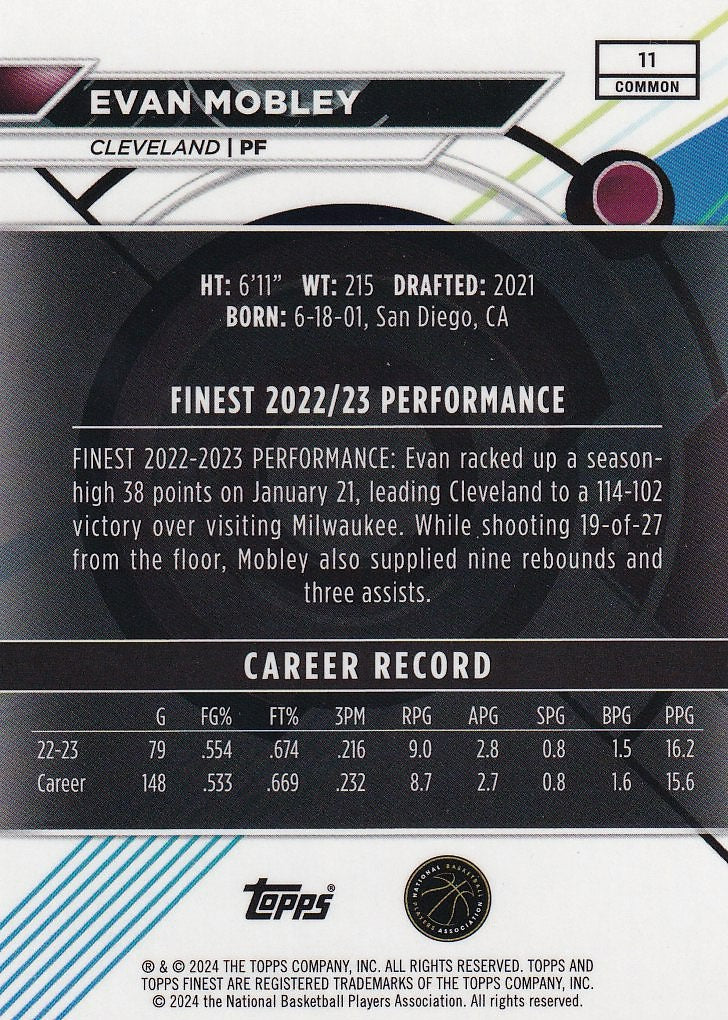 11
COMMON
EVAN MOBLEY
CLEVELAND | PF
HT: 6'11" WT: 215 DRAFTED: 2021
BORN: 6-18-01, San Diego, CA
FINEST 2022/23 PERFORMANCE
FINEST 2022-2023 PERFORMANCE: Evan racked up a season-
high 38 points on January 21, leading Cleveland to a 114-102
victory over visiting Milwaukee. While shooting 19-of-27
from the floor, Mobley also supplied nine rebounds and
three assists.
CAREER RECORD
G FG% FT% 3PM RPG APG SPG BPG PPG
22-23 79 .554 .674 .216 9.0 2.8 0.8 1.5 16.2
Career 148 .533 .669 .232 8.7 2.7 0.8 1.6 15.6
Topps®
NATIONAL BASKETBALL
PLAYERS ASSOCIATION
® & © 2024 THE TOPPS COMPANY, INC. ALL RIGHTS RESERVED. TOPPS AND
TOPPS FINEST ARE REGISTERED TRADEMARKS OF THE TOPPS COMPANY, INC.
© 2024 the National Basketball Players Association. All rights reserved.